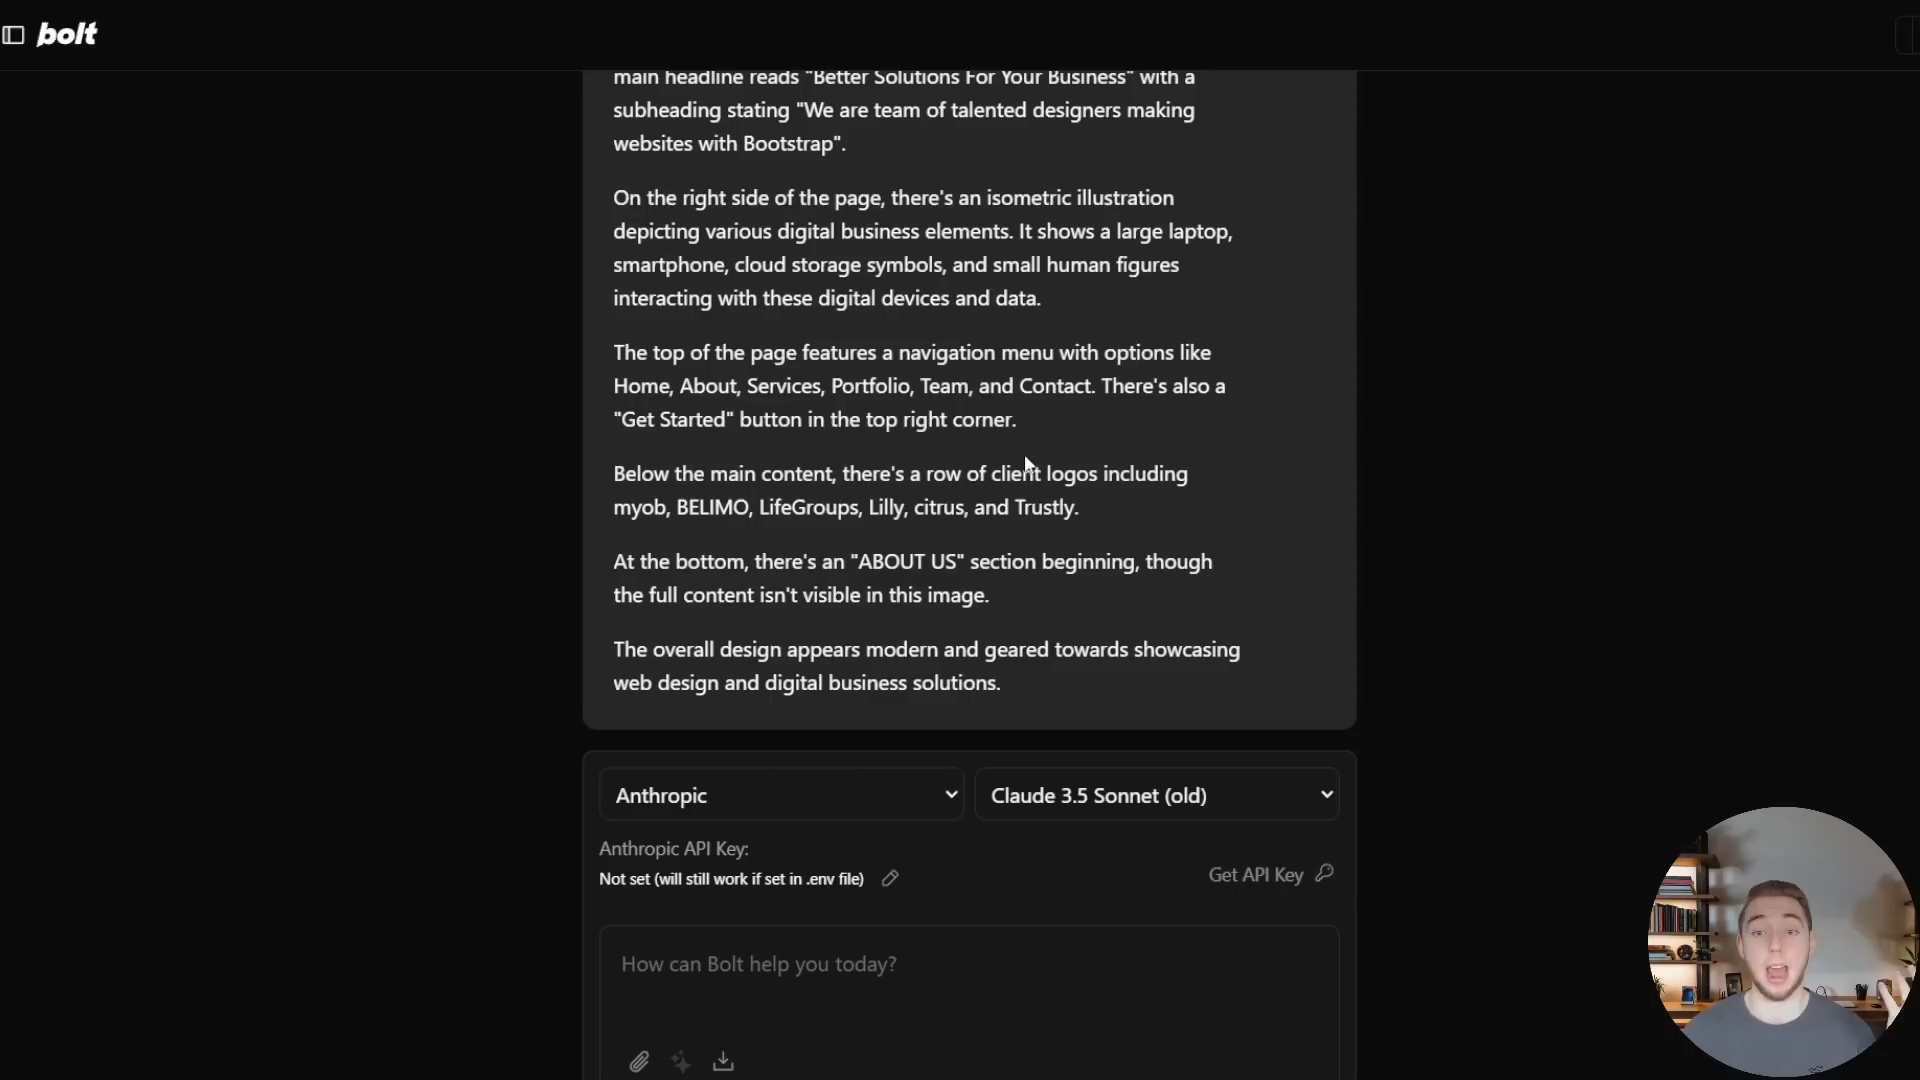 bolt
main headline reads "Better Solutions For Your Business" with a
subheading stating "We are team of talented designers making
websites with Bootstrap".
On the right side of the page, there's an isometric illustration
depicting various digital business elements. It shows a large laptop,
smartphone, cloud storage symbols, and small human figures
interacting with these digital devices and data.
The top of the page features a navigation menu with options like
Home, About, Services, Portfolio, Team, and Contact. There's also a
"Get Started" button in the top right corner.
Below the main content, there's a row of client logos including
myob, BELIMO, LifeGroups, Lilly, citrus, and Trustly.
At the bottom, there's an "ABOUT US" section beginning, though
the full content isn't visible in this image.
The overall design appears modern and geared towards showcasing
web design and digital business solutions.
Anthropic
Claude 3.5 Sonnet (old)
Anthropic API Key:
Not set (will still work if set in .env file)
Get API Key
How can Bolt help you today?